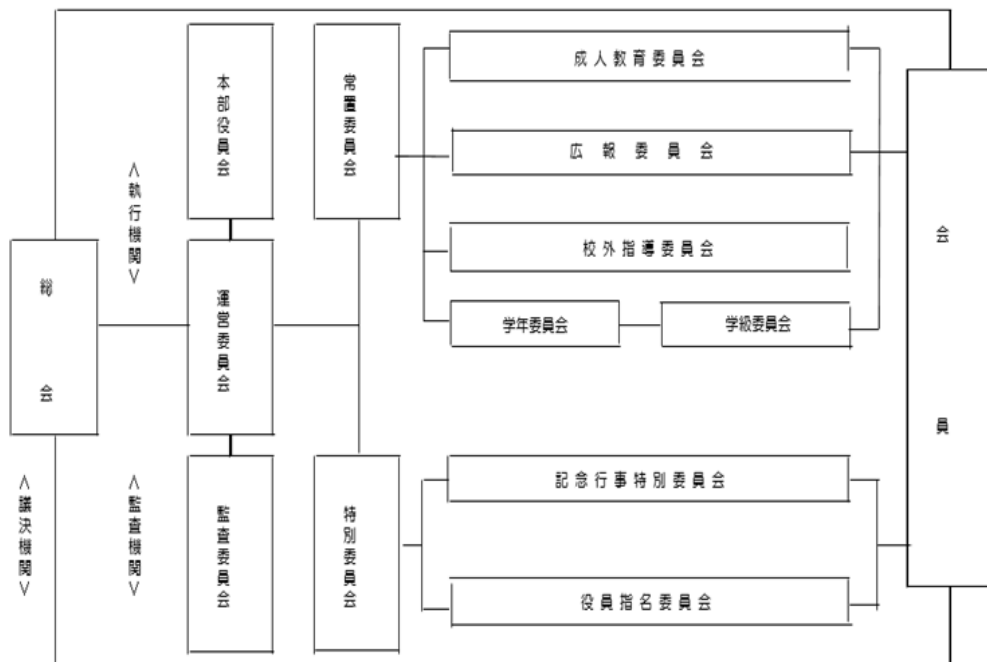 総会
<議決機関>
<執行機関>
<監査機関>
本部役員会
運営委員会
監査委員会
常置委員会
特別委員会
成人教育委員会
広報委員会
校外指導委員会
学年委員会
学級委員会
記念行事特別委員会
役員指名委員会
会員